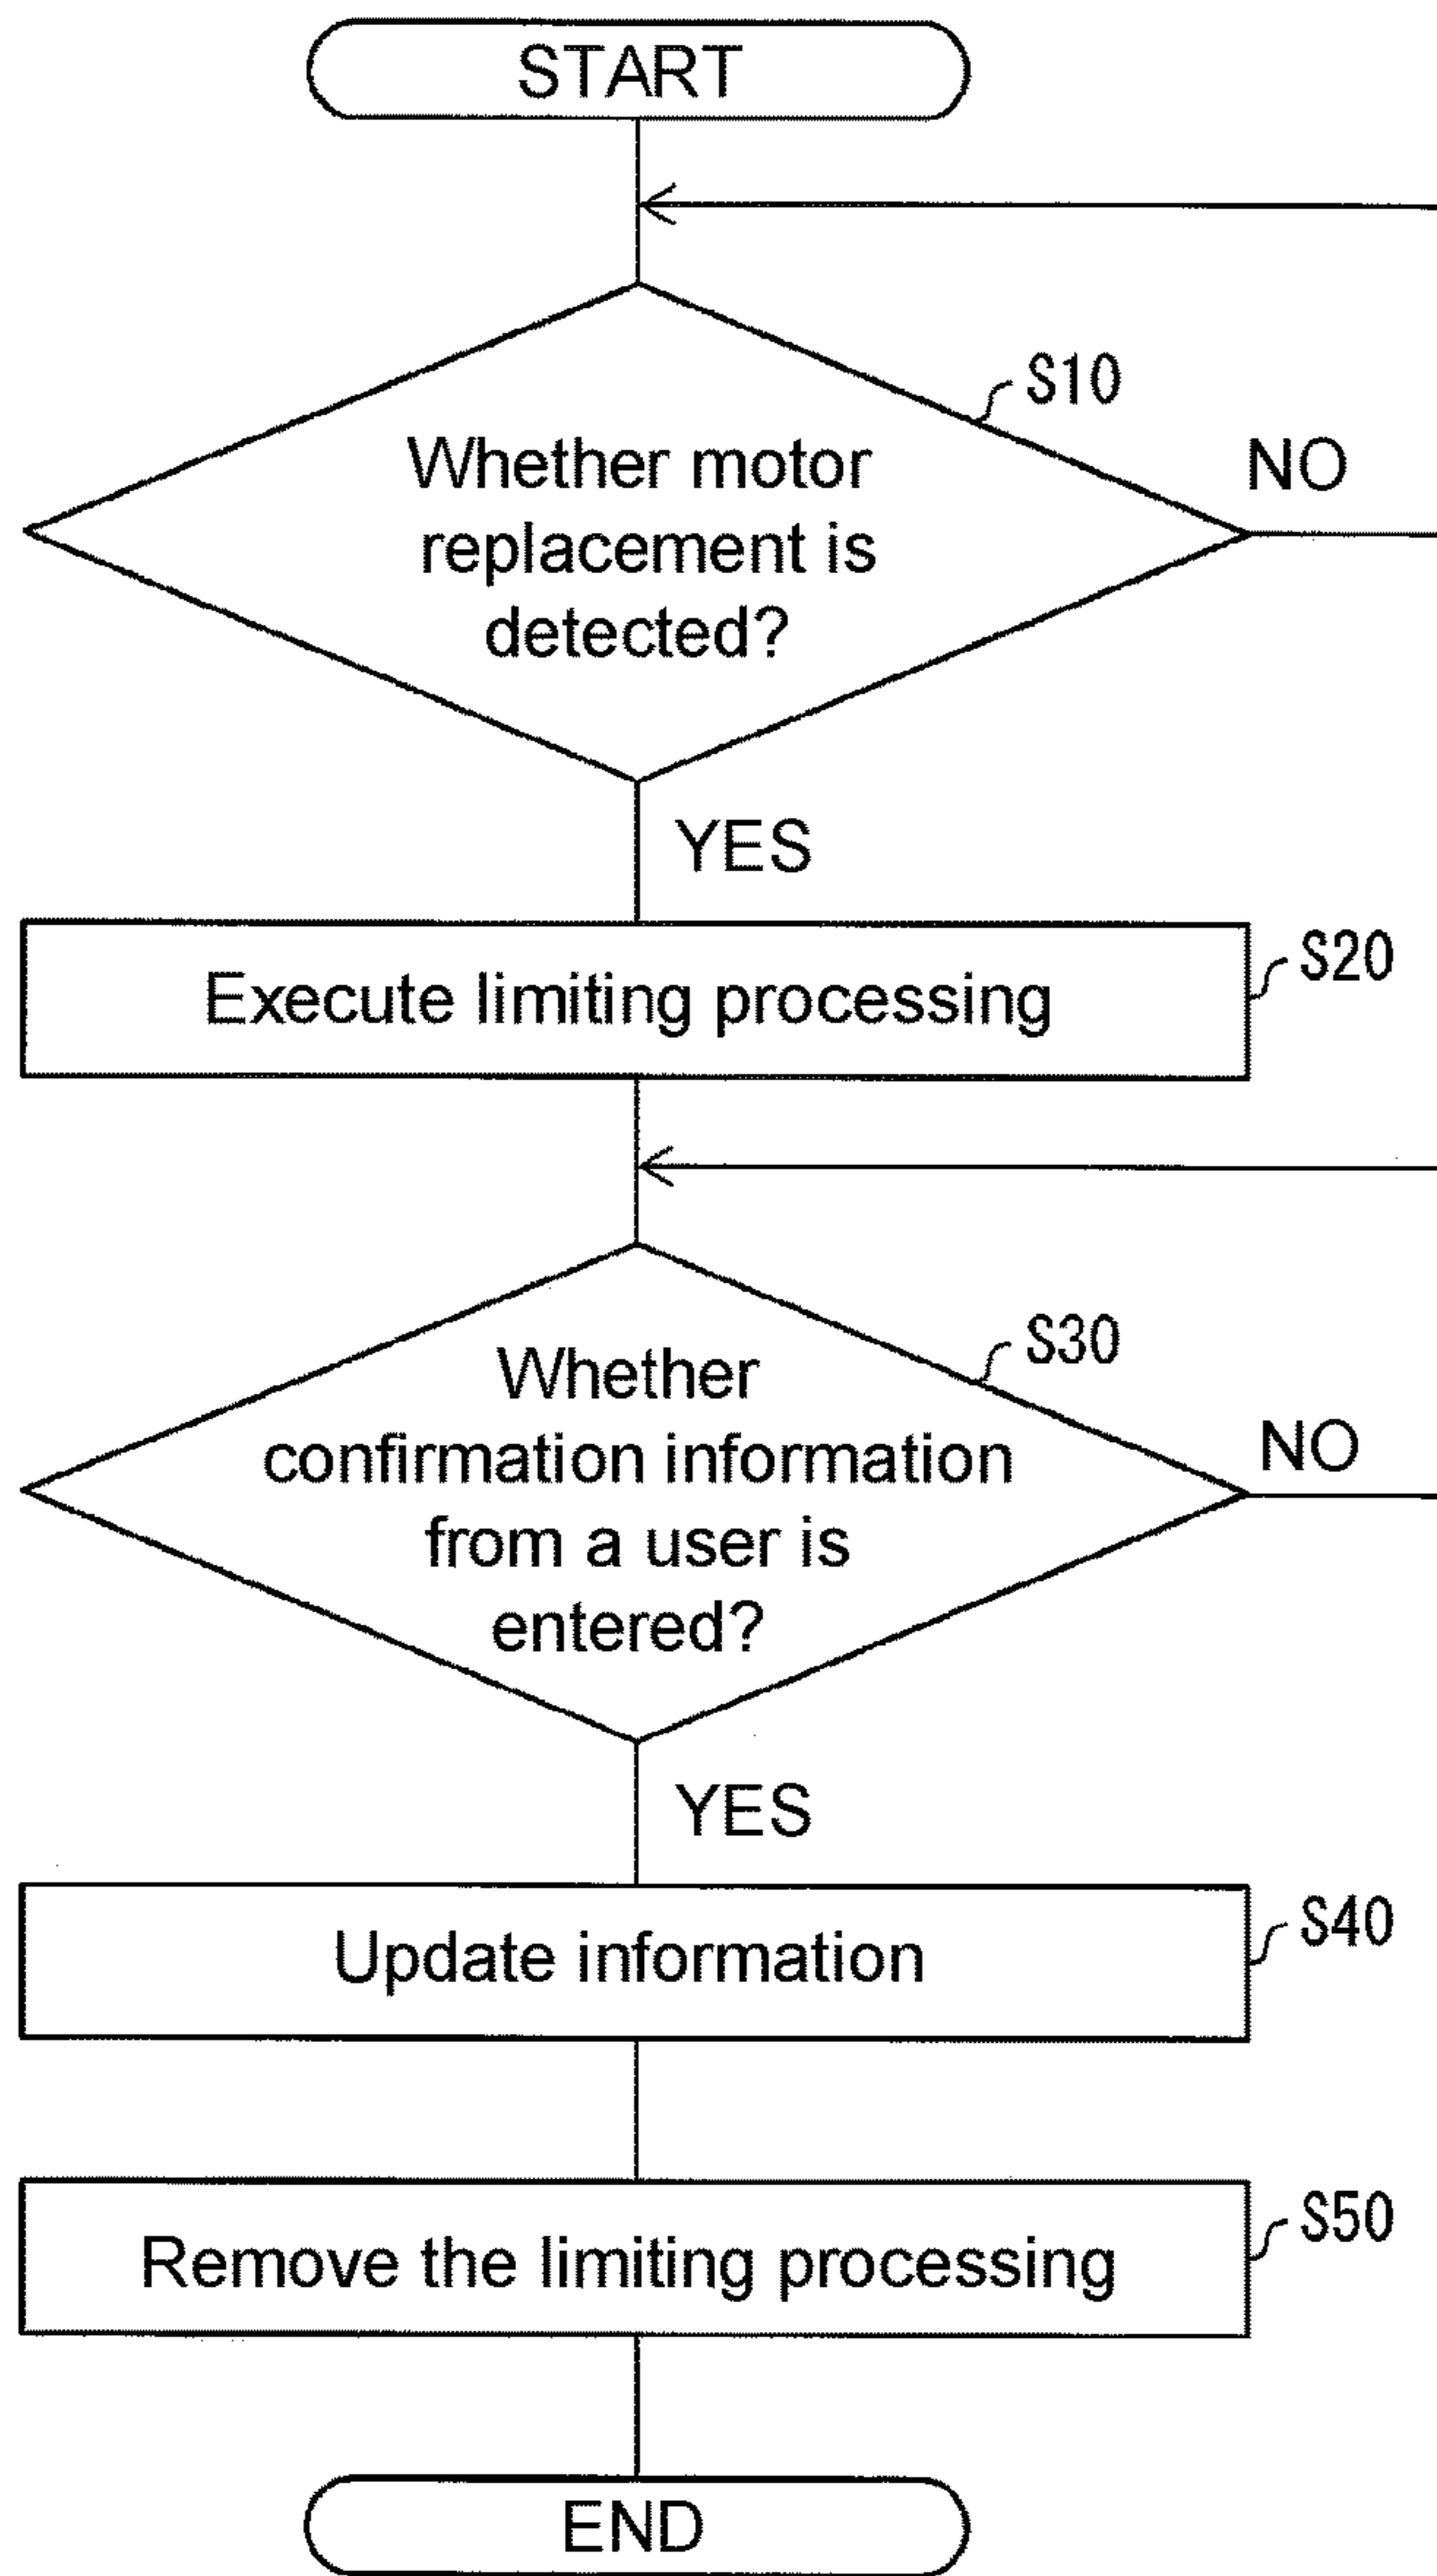 START
S10
Whether motor
NO
replacement is
detected?
YES
S20
Execute limiting processing
S30
Whether
NO
confirmation information
from a user is
entered?
YES
S40
Update information
S50
Remove the limiting processing
END